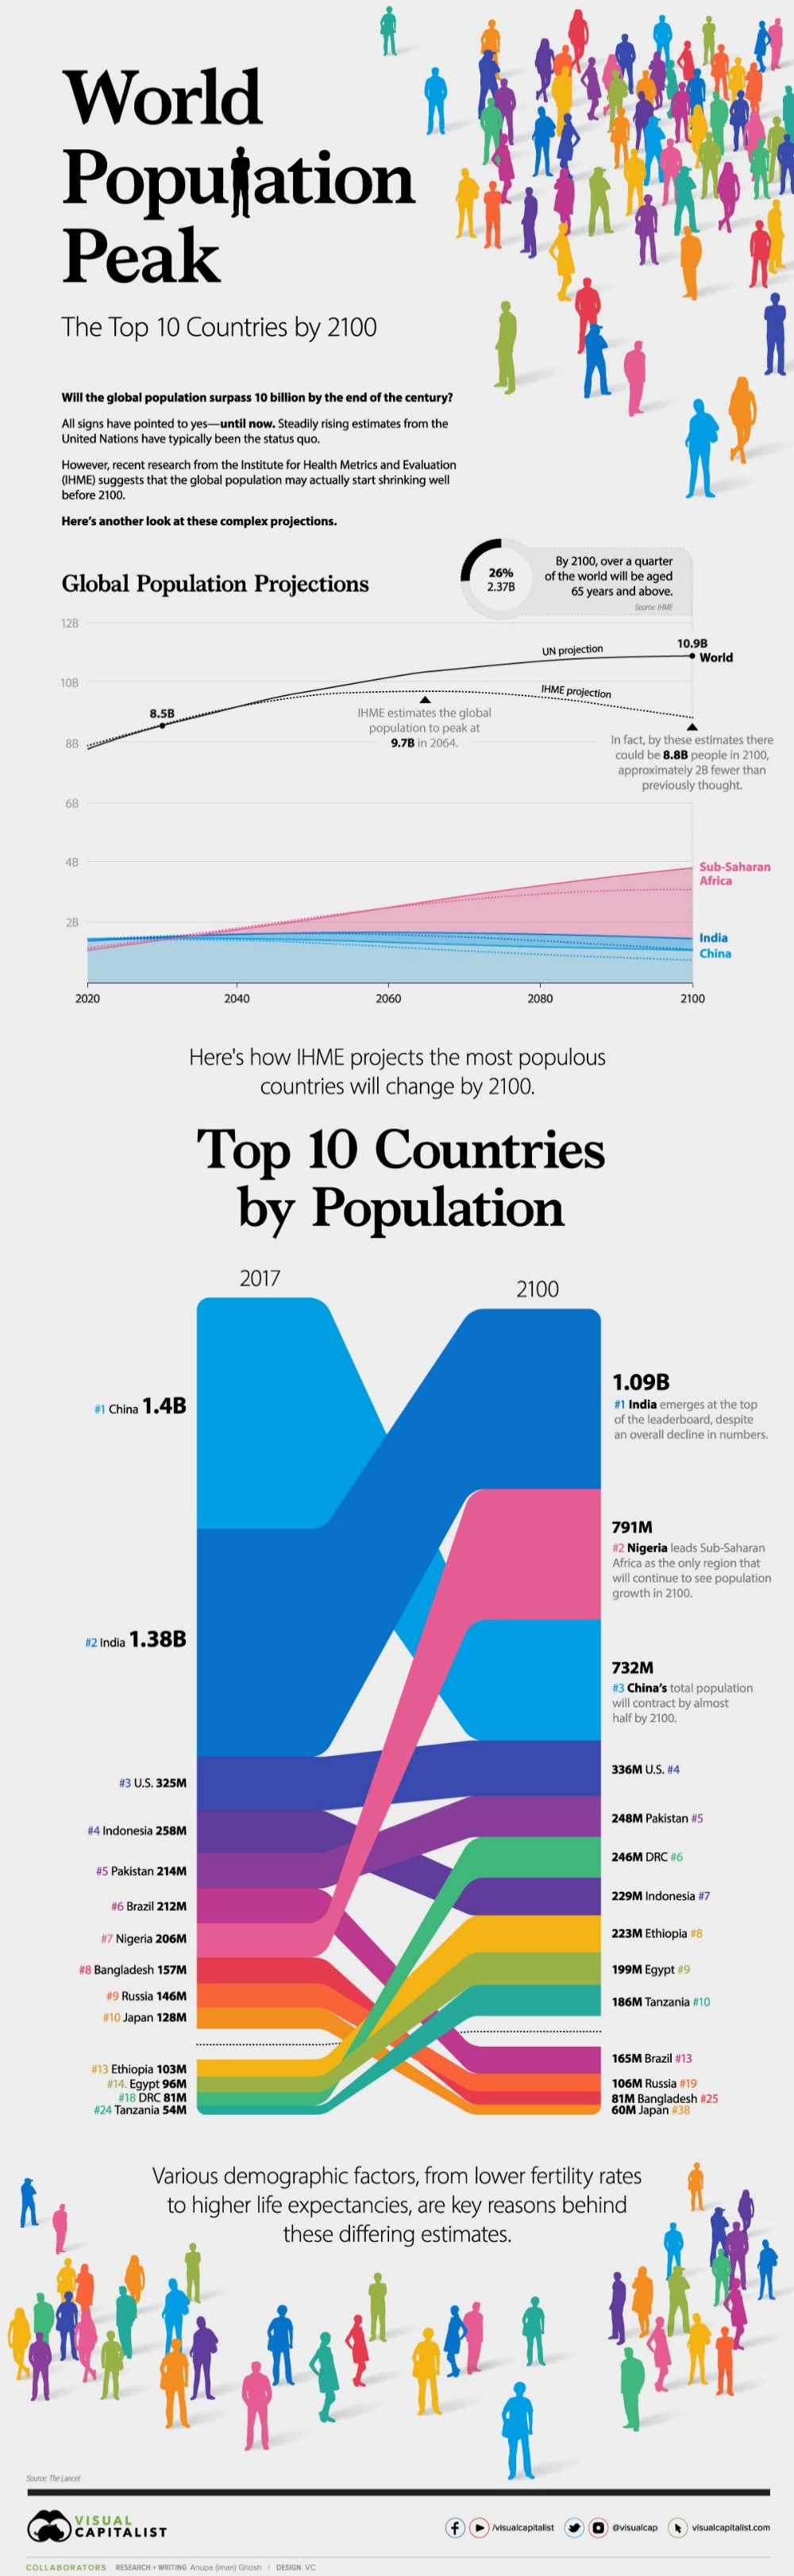 World
Population
Peak
The Top 10 Countries by 2100
Will the global population surpass 10 billion by the end of the century?
All signs have pointed to yes—until now. Steadily rising estimates from the
United Nations have typically been the status quo.
However, recent research from the Institute for Health Metrics and Evaluation
(IHME) suggests that the global population may actually start shrinking well
before 2100.
Here's another look at these complex projections.
Global Population Projections
26%
2.37B
By 2100, over a quarter
of the world will be aged
65 years and above.
Source: IHME
12B
10B
8B
6B
4B
2B
8.5B
UN projection
10.9B
World
IHME projection
IHME estimates the global
population to peak at
9.7B in 2064.
In fact, by these estimates there
could be 8.8B people in 2100,
approximately 2B fewer than
previously thought.
Sub-Saharan
Africa
India
China
2020
2040
2060
2080
2100
Here's how IHME projects the most populous
countries will change by 2100.
Top 10 Countries
by Population
2017
2100
#1 China 1.4B
#2 India 1.38B
#3 U.S. 325M
#4 Indonesia 258M
#5 Pakistan 214M
#6 Brazil 212M
#7 Nigeria 206M
#8 Bangladesh 157M
#9 Russia 146M
#10 Japan 128M
#13 Ethiopia 103M
#14. Egypt 96M
#18 DRC 81M
#24 Tanzania 54M
1.09B
#1 India emerges at the top
of the leaderboard, despite
an overall decline in numbers.
791M
#2 Nigeria leads Sub-Saharan
Africa as the only region that
will continue to see population
growth in 2100.
732M
#3 China's total population
will contract by almost
half by 2100.
336M U.S. #4
248M Pakistan #5
246M DRC #6
229M Indonesia #7
223M Ethiopia #8
199M Egypt #9
186M Tanzania #10
165M Brazil #13
106M Russia #19
81M Bangladesh #25
60M Japan #38
Various demographic factors, from lower fertility rates
to higher life expectancies, are key reasons behind
these differing estimates.
Source: The Lancet
VISUAL
CAPITALIST
/visualcapitalist
@visualcap
visualcapitalist.com
COLLABORATORS RESEARCH + WRITING Anupa (Iman) Ghosh | DESIGN VC